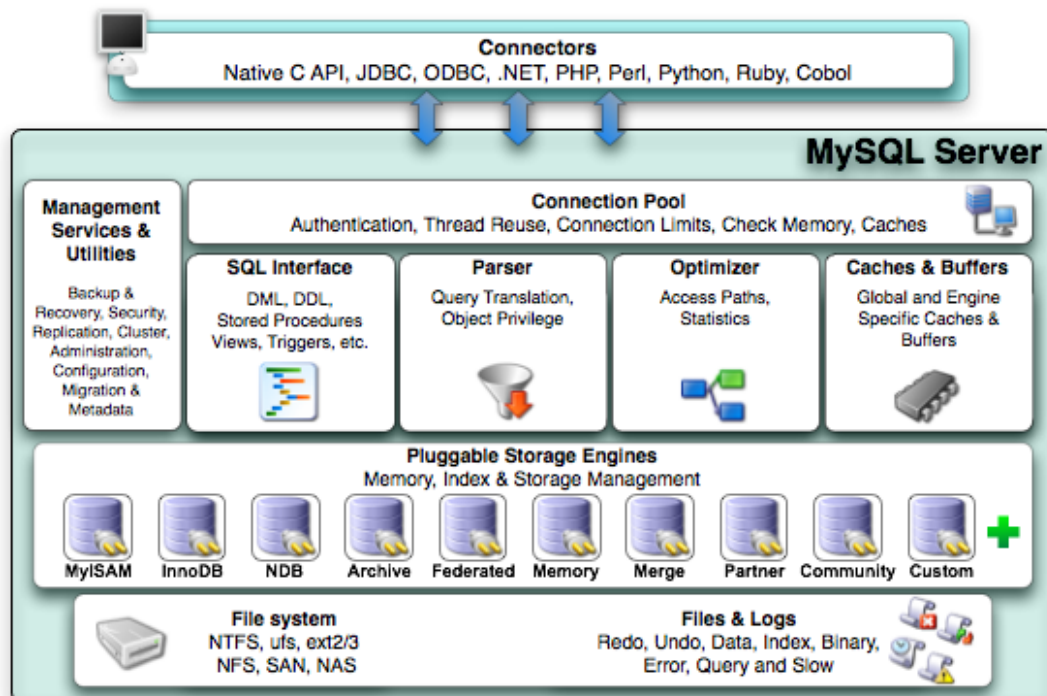 Connectors
Native C API, JDBC, ODBC, .NET, PHP, Perl, Python, Ruby, Cobol
MySQL Server
Management
Services &
Utilities
Backup &
Recovery, Security,
Replication, Cluster,
Administration,
Configuration,
Migration &
Metadata
Connection Pool
Authentication, Thread Reuse, Connection Limits, Check Memory, Caches
SQL Interface
DML, DDL,
Stored Procedures
Views, Triggers, etc.
Parser
Query Translation,
Object Privilege
Optimizer
Access Paths,
Statistics
Caches & Buffers
Global and Engine
Specific Caches &
Buffers
Pluggable Storage Engines
Memory, Index & Storage Management
MyISAM
InnoDB
NDB
Archive
Federated
Memory
Merge
Partner
Community
Custom
File system
NTFS, ufs, ext2/3
NFS, SAN, NAS
Files & Logs
Redo, Undo, Data, Index, Binary,
Error, Query and Slow